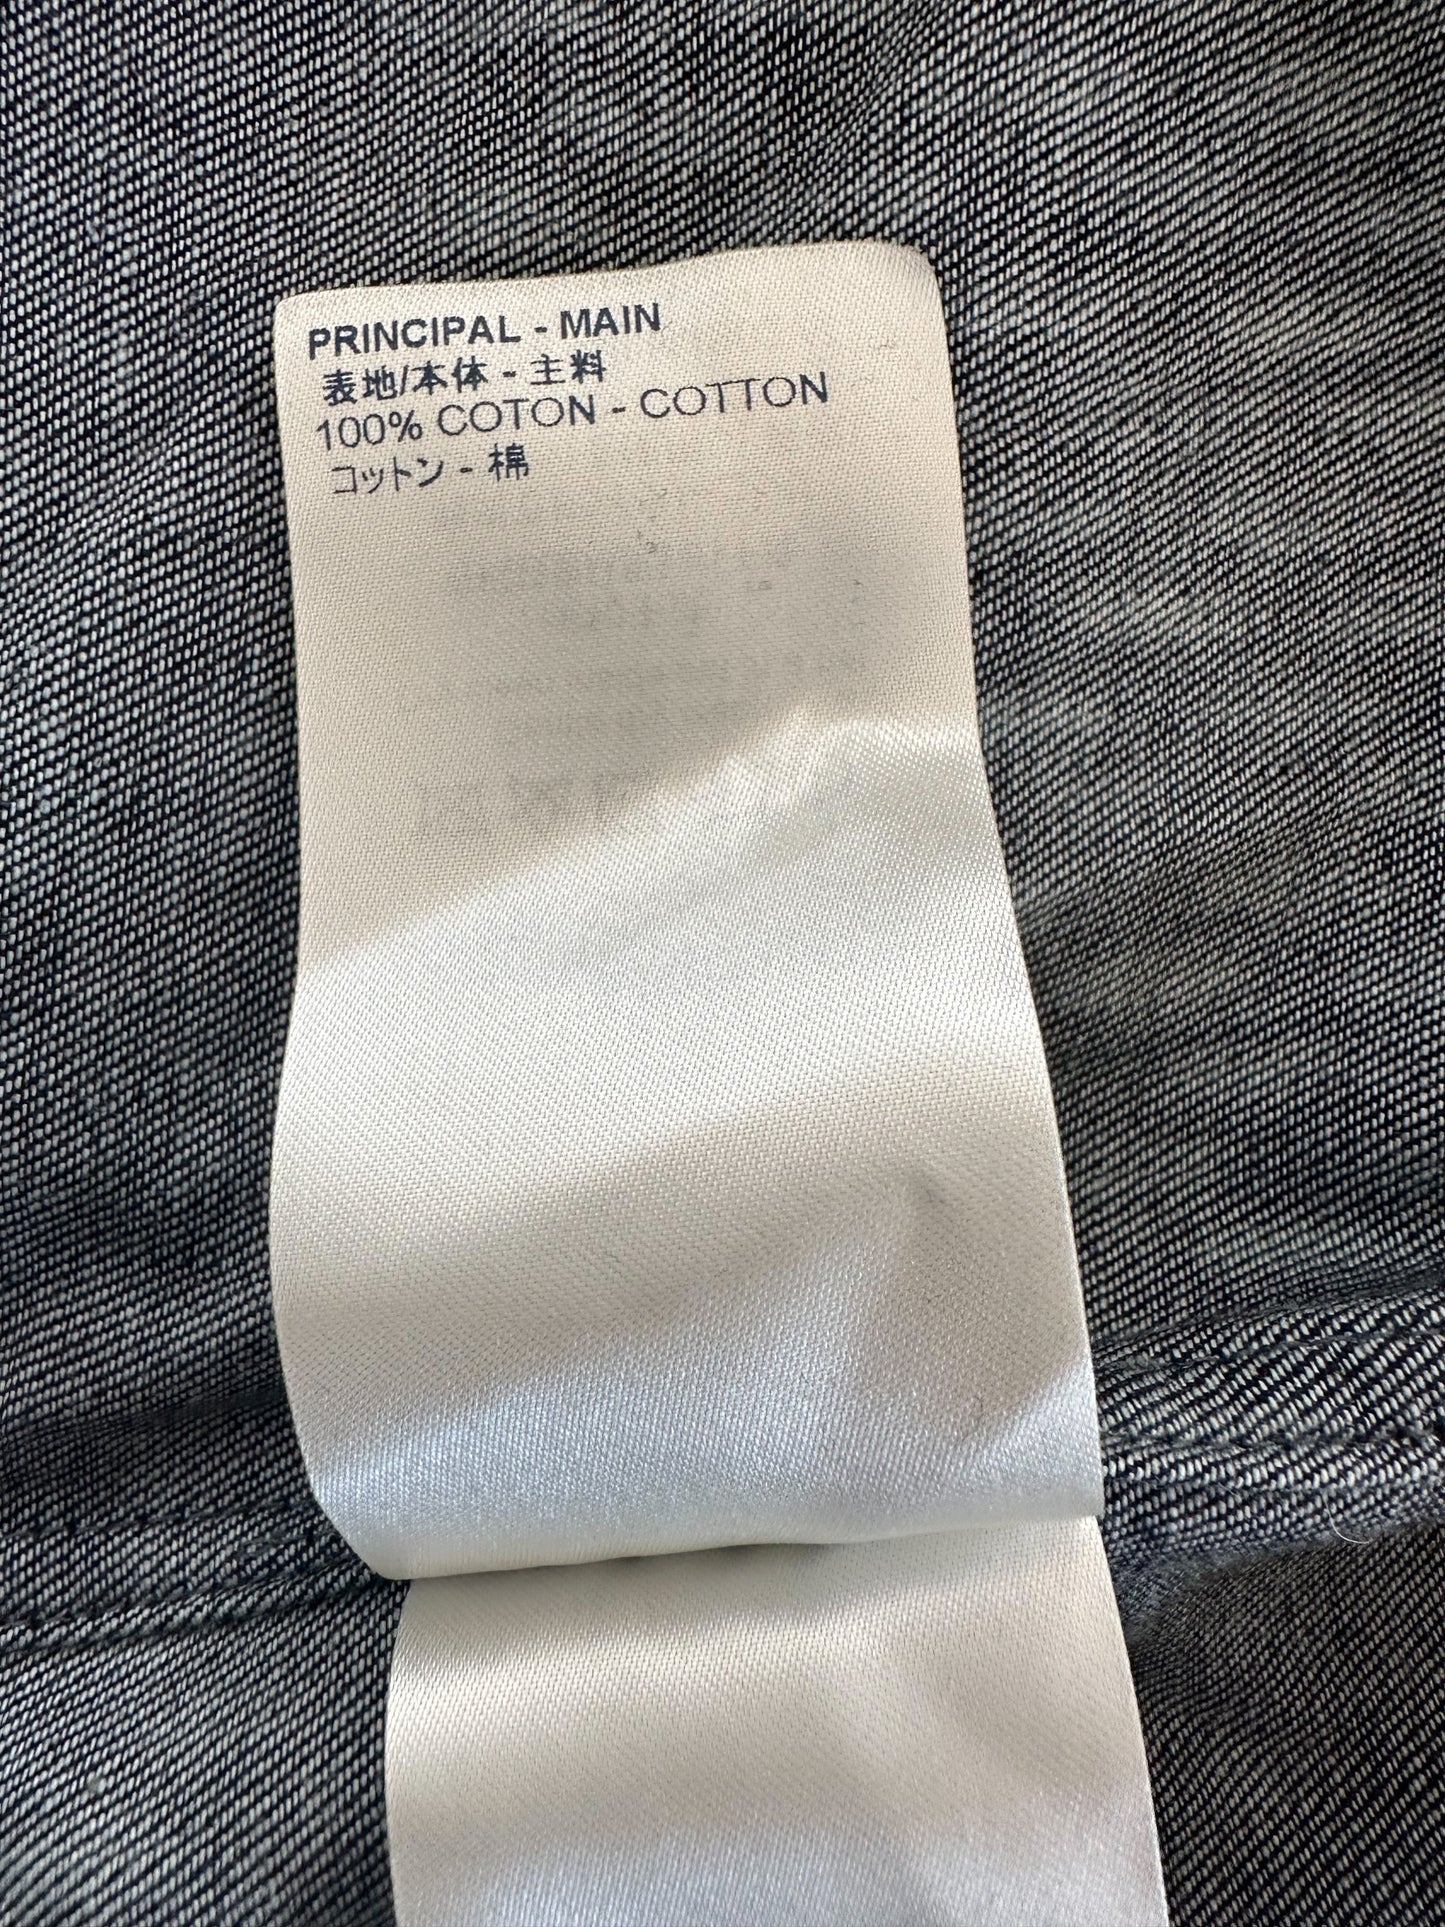 PRINCIPAL - MAIN
表地/本体 - 主料
100% COTON - COTTON
コットン - 棉